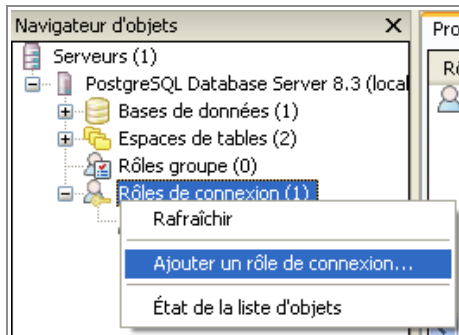 Navigateur d'objets X
Pro
Serveurs (1)
R
PostgreSQL Database Server 8.3 (local
Bases de données (1)
Espaces de tables (2)
Rôles groupe (0)
Rôles de connexion (1)
Rafraîchir
Ajouter un rôle de connexion...
État de la liste d'objets